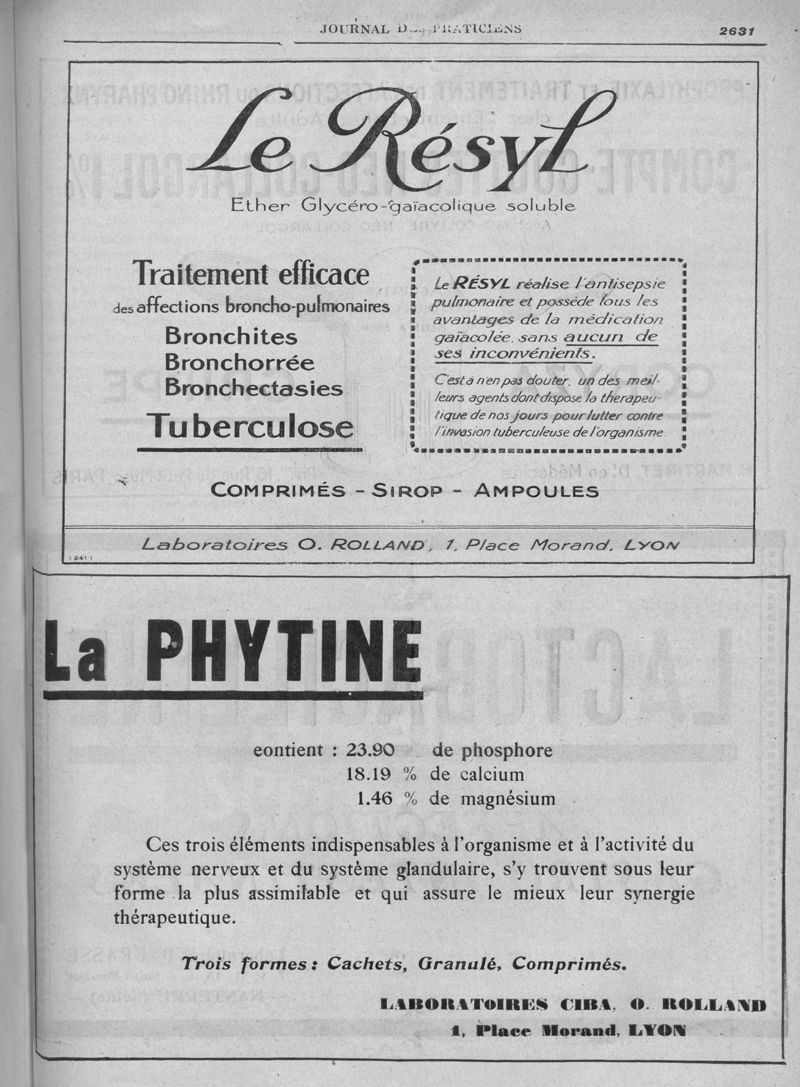 JOURNAL DES PRATICIENS
2631
Le Résyl
Ether Glycéro-gaïacolique soluble
Traitement efficace
des affections broncho-pulmonaires
Bronchites
Bronchorrée
Bronchectasies
Tuberculose
Le RÉSYL réalise l'antisepsie
pulmonaire et possède tous les
avantages de la médication
gaïacolée, sans aucun de
ses inconvénients.
C'est à n'en pas douter, un des meil-
leurs agents dont dispose la thérapeu-
tique de nos jours pour lutter contre
l'invasion tuberculeuse de l'organisme
COMPRIMÉS - SIROP - AMPOULES
Laboratoires O. ROLLAND, 1, Place Morand, LYON
(241)
La PHYTINE
eontient : 23.90 de phosphore
18.19 % de calcium
1.46 % de magnésium
Ces trois éléments indispensables à l'organisme et à l'activité du
système nerveux et du système glandulaire, s'y trouvent sous leur
forme la plus assimilable et qui assure le mieux leur synergie
thérapeutique.
Trois formes : Cachets, Granulé, Comprimés.
LABORATOIRES CIBA, O. ROLLAND
1, Place Morand, LYON